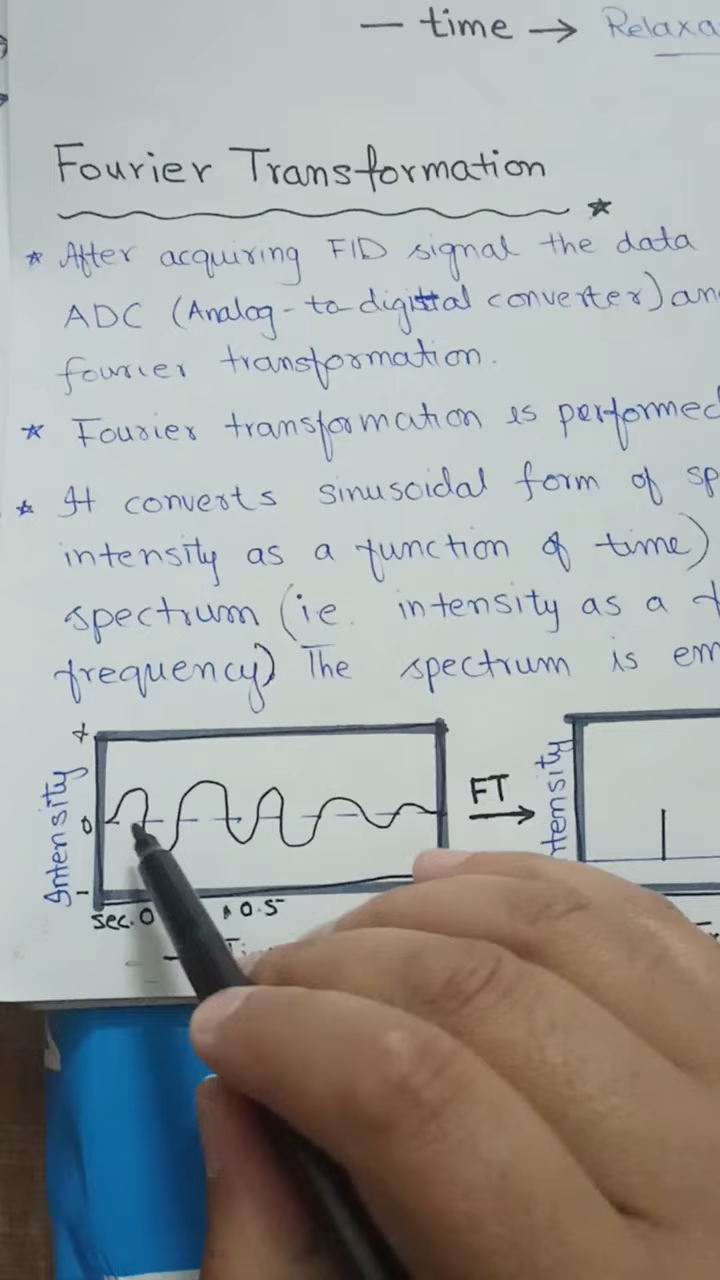 — time → Relaxa
Fourier Transformation
* After acquiring FID signal the data
ADC (Analog-to-digital converter) an
fourier transformation.
* Fourier transformation is performed
* It converts sinusoidal form of sp
intensity as a function of time)
spectrum (ie. intensity as a f
frequency) The spectrum is em
+
Intensity
0
-
FT
ntensity
sec. 0 0.5